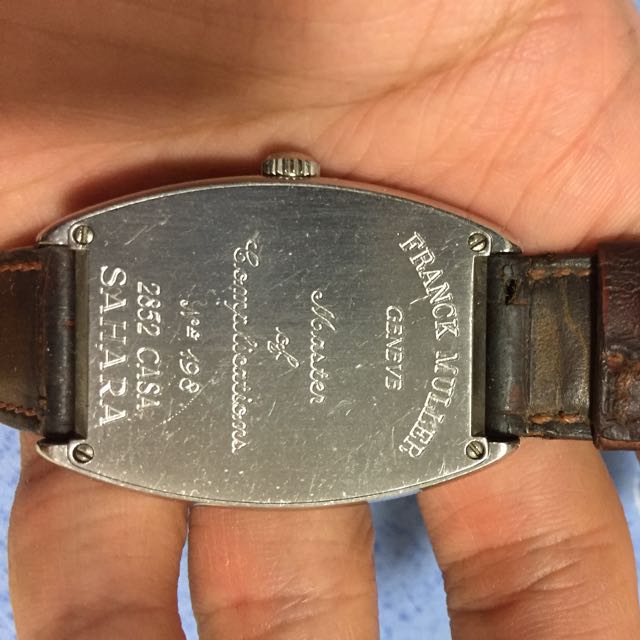 FRANCK MULLER
GENEVE
Master
of
Complications
Nº 198
2852 CASA
SAHARA